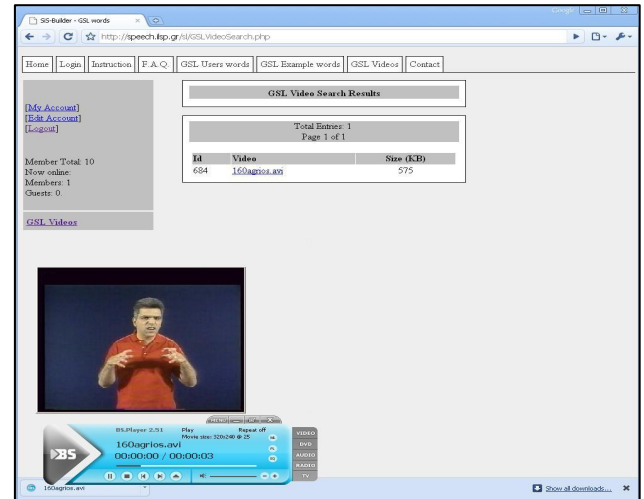 Google
SiS-Builder - GSL words
http://speech.ilsp.gr/sl/GSLVideoSearch.php
Home Login Instruction F.A.Q. GSL Users words GSL Example words GSL Videos Contact
[My Account]
[Edit Account]
[Logout]
Member Total: 10
Now online:
Members: 1
Guests: 0.
GSL Videos
GSL Video Search Results
Total Entries: 1
Page 1 of 1
Id Video Size (KB)
684 160agrios.avi 575
BS.Player 2.51 Play Repeat off
Movie size: 320x240 @ 25
160agrios.avi
00:00:00 / 00:00:03
BS
VIDEO
DVD
AUDIO
RADIO
TV
160agrios.avi
Show all downloads...